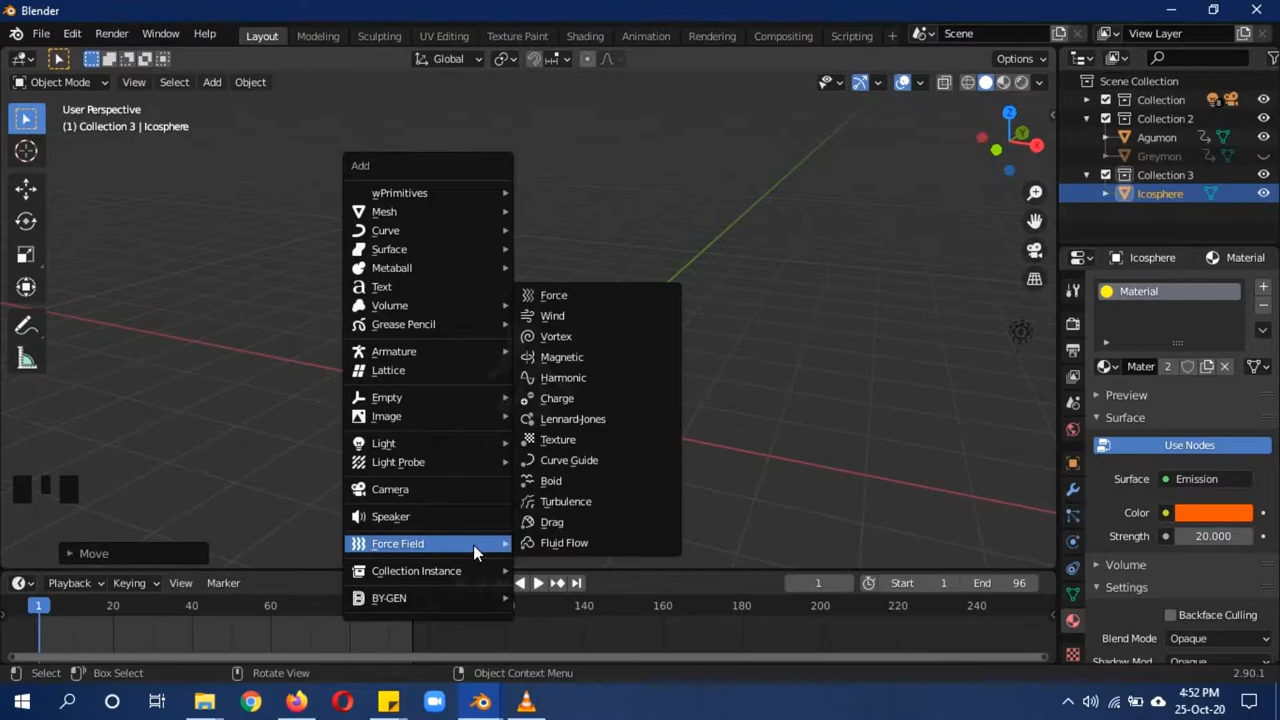 Blender
File Edit Render Window Help
Layout Modeling Sculpting UV Editing Texture Paint Shading Animation Rendering Compositing Scripting +
Scene
View Layer
Object Mode View Select Add Object
Global
Options
User Perspective
(1) Collection 3 | Icosphere
Z
Y
X
Add
wPrimitives
Mesh
Curve
Surface
Metaball
Text
Volume
Grease Pencil
Armature
Lattice
Empty
Image
Light
Light Probe
Camera
Speaker
Force Field
Collection Instance
BY-GEN
Force
Wind
Vortex
Magnetic
Harmonic
Charge
Lennard-Jones
Texture
Curve Guide
Boid
Turbulence
Drag
Fluid Flow
Move
Scene Collection
Collection 8
Collection 2
Agumon
Greymon
Collection 3
Icosphere
Icosphere Material
Material
Mater 2
Preview
Surface
Use Nodes
Surface Emission
Color
Strength 20.000
Volume
Settings
Backface Culling
Blend Mode Opaque
Shadow Mod Opaque
Playback Keying View Marker
1 Start 1 End 96
1 20 40 60 120 140 160 180 200 220 240
Select Box Select Rotate View Object Context Menu 2.90.1
4:52 PM
25-Oct-20